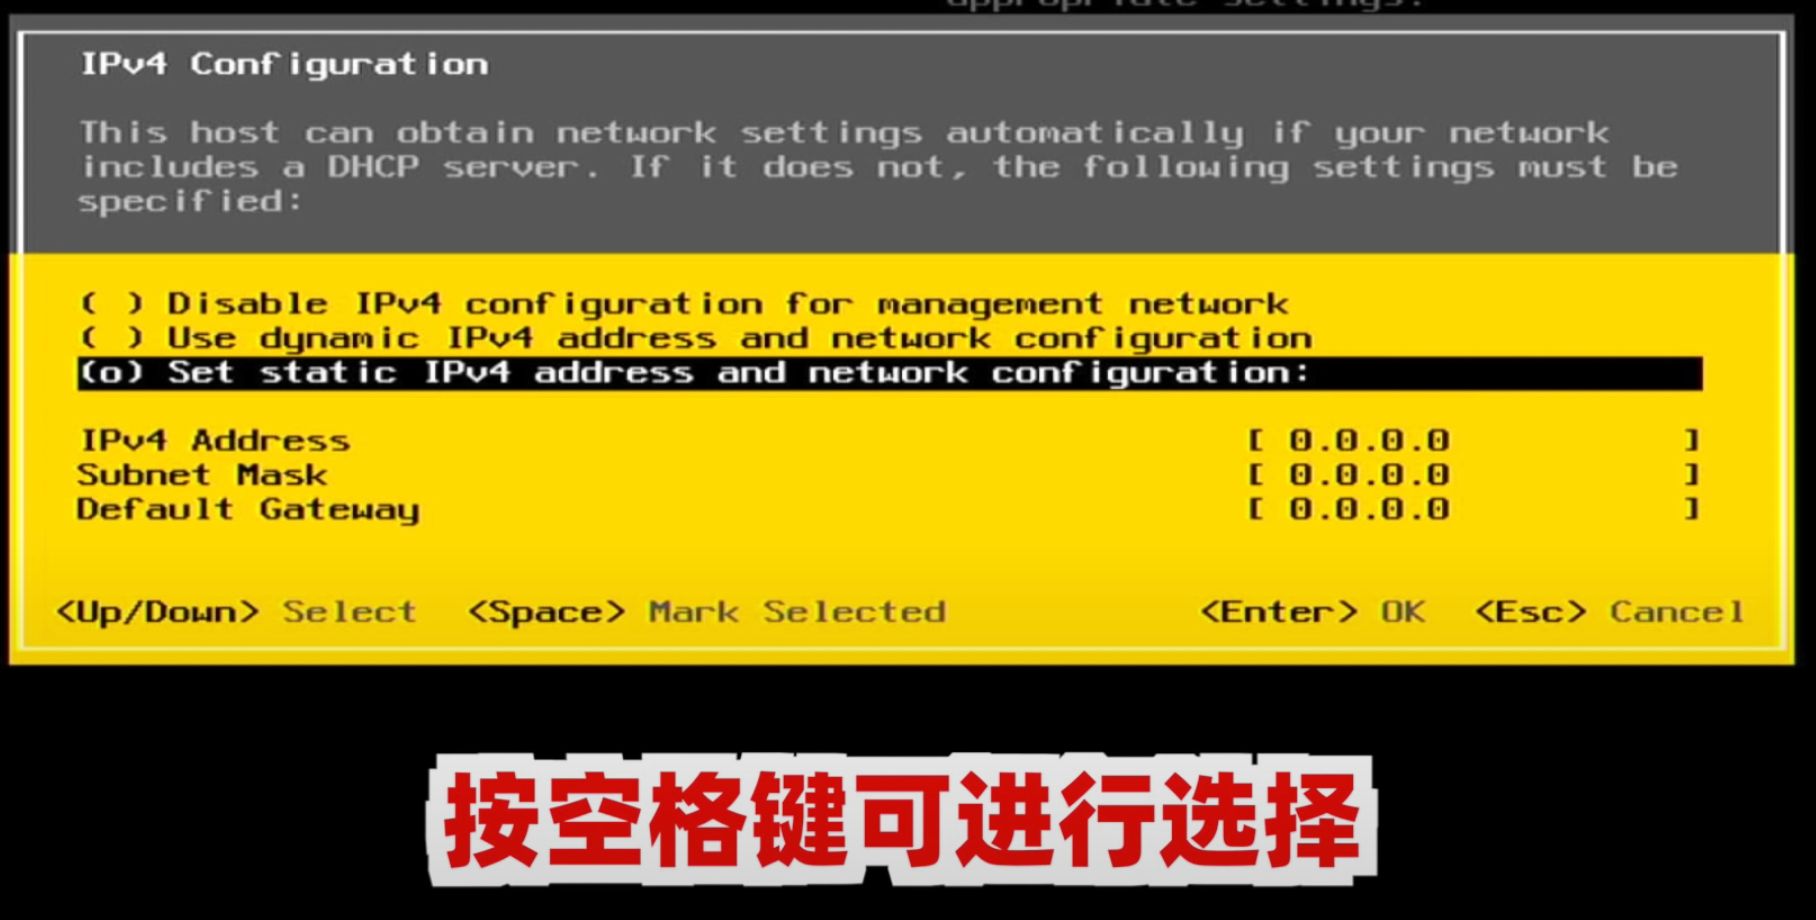 appropriate settings.
IPv4 Configuration
This host can obtain network settings automatically if your network
includes a DHCP server. If it does not, the following settings must be
specified:
( ) Disable IPv4 configuration for management network
( ) Use dynamic IPv4 address and network configuration
(o) Set static IPv4 address and network configuration:
IPv4 Address [ 0.0.0.0 ]
Subnet Mask [ 0.0.0.0 ]
Default Gateway [ 0.0.0.0 ]
<Up/Down> Select <Space> Mark Selected <Enter> OK <Esc> Cancel
按空格键可进行选择